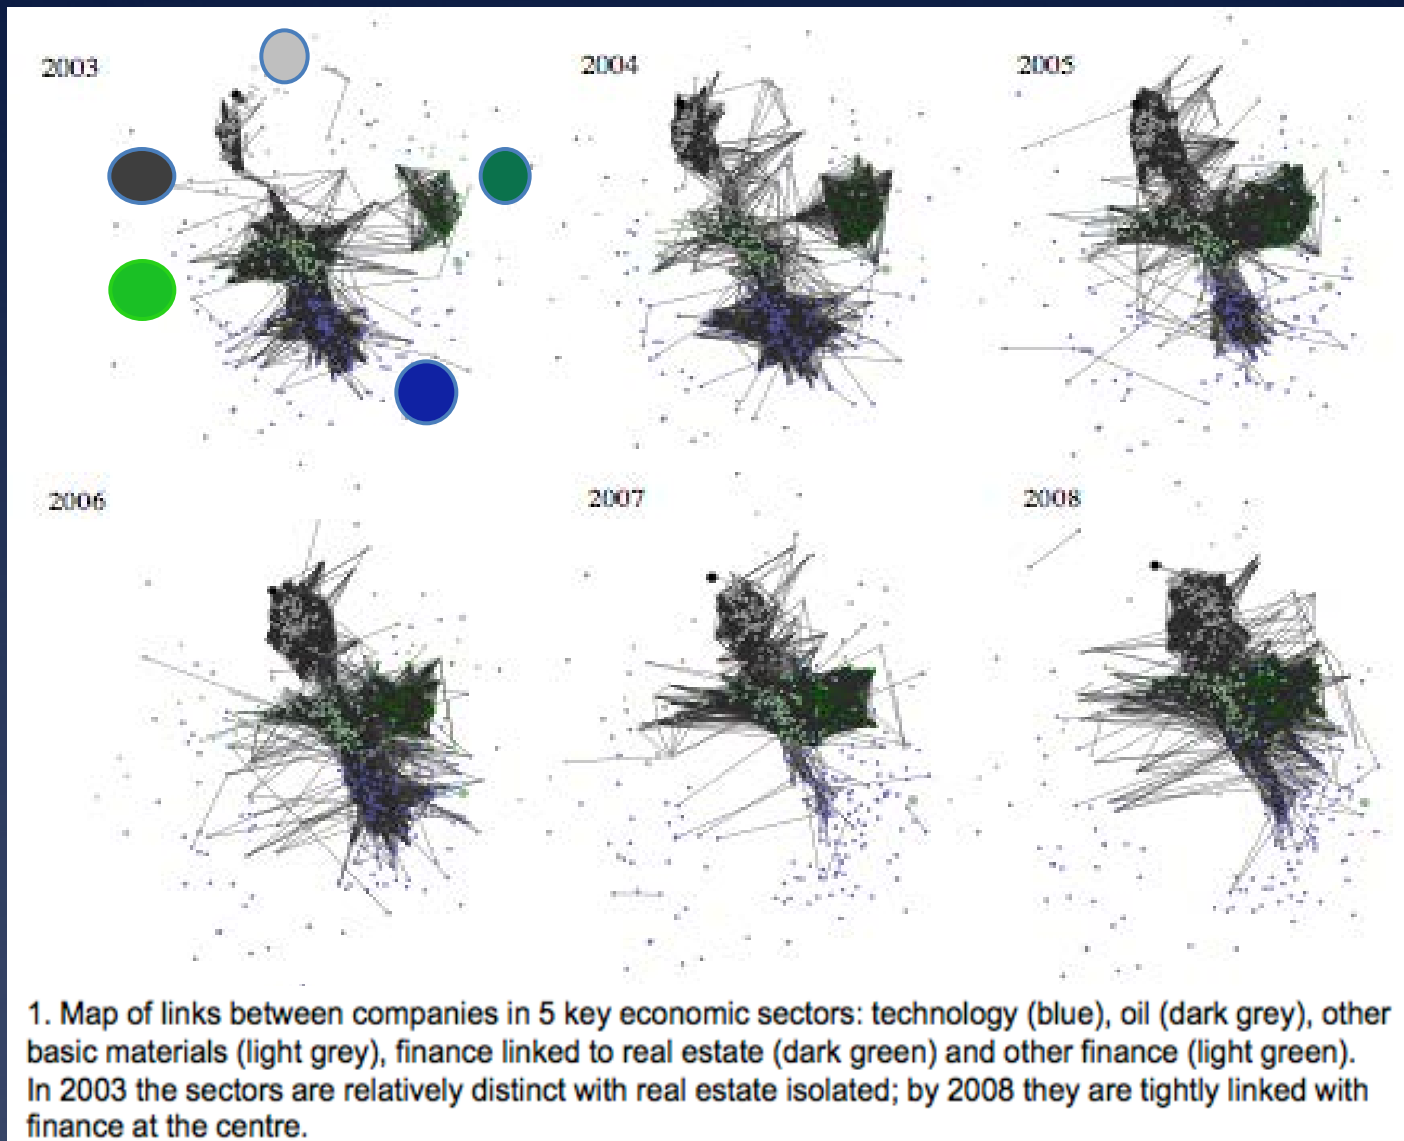 2003
2004
2005
2006
2007
2008
1. Map of links between companies in 5 key economic sectors: technology (blue), oil (dark grey), other
basic materials (light grey), finance linked to real estate (dark green) and other finance (light green).
In 2003 the sectors are relatively distinct with real estate isolated; by 2008 they are tightly linked with
finance at the centre.